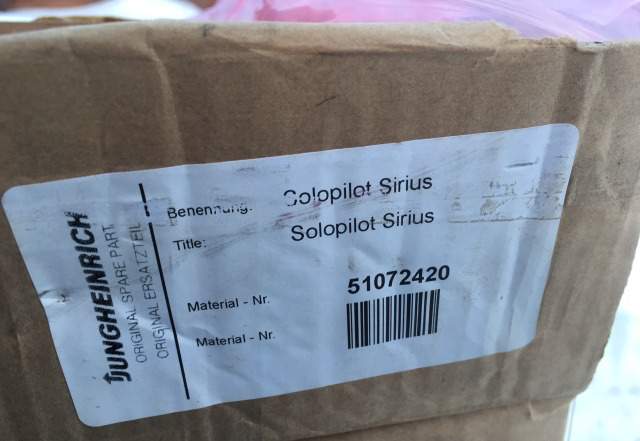 JUNGHEINRICH
ORIGINAL SPARE PART
ORIGINAL ERSATZTEIL
Benennung: Solopilot Sirius
Title: Solopilot Sirius
Material - Nr. 51072420
Material - Nr.